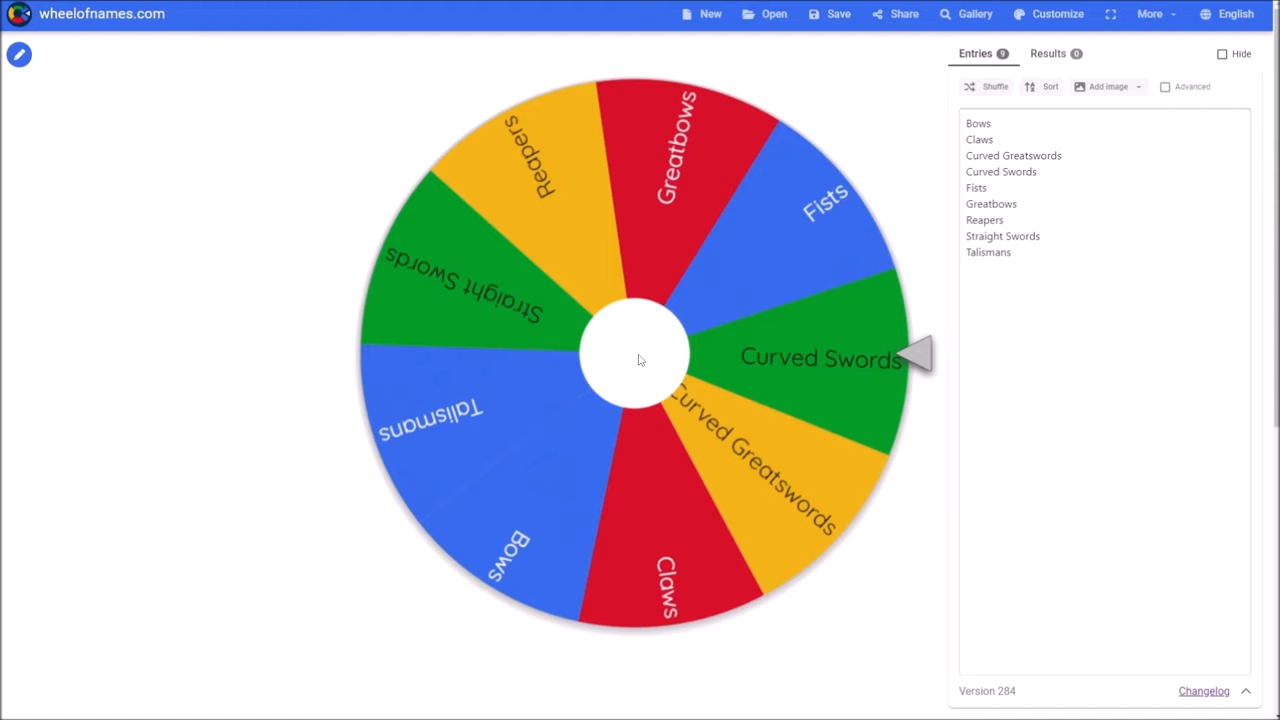 wheelofnames.com
New
Open
Save
Share
Gallery
Customize
More
English
Entries 9
Results 0
Hide
Shuffle
Sort
Add image
Advanced
Bows
Claws
Curved Greatswords
Curved Swords
Fists
Greatbows
Reapers
Straight Swords
Talismans
Greatbows
Fists
Curved Swords
Curved Greatswords
Claws
Bows
Talismans
Straight Swords
Reapers
Version 284
Changelog